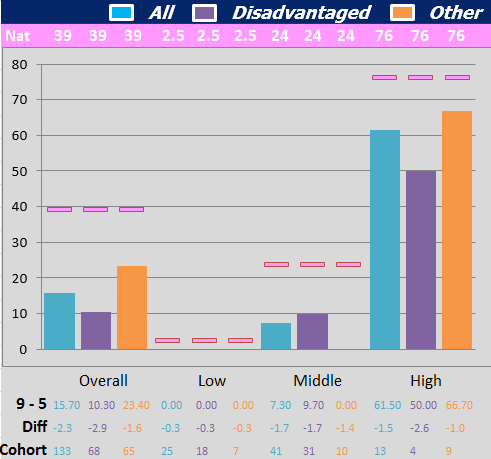 All Disadvantaged Other
Nat 39 39 39 2.5 2.5 2.5 24 24 24 76 76 76
80
70
60
50
40
30
20
10
0
Overall Low Middle High
9 - 5 15.70 10.30 23.40 0.00 0.00 0.00 7.30 9.70 0.00 61.50 50.00 66.70
Diff -2.3 -2.9 -1.6 -0.3 -0.3 -0.3 -1.7 -1.7 -1.4 -1.5 -2.6 -1.0
Cohort 133 68 65 25 18 7 41 31 10 13 4 9